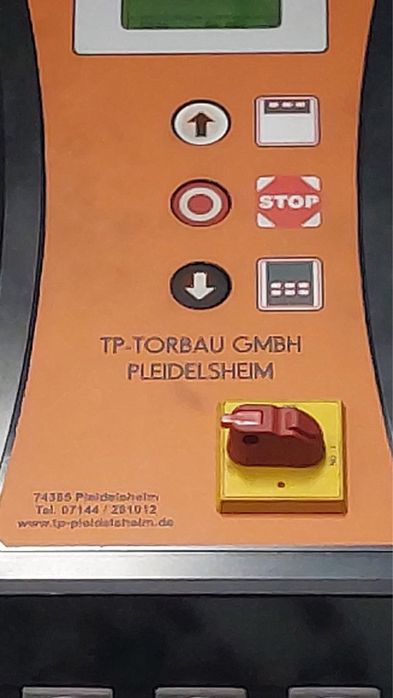 STOP
TP-TORBAU GMBH
PLEIDELSHEIM
74385 Pleidelsheim
Tel. 07144 / 281012
www.tp-pleidelsheim.de